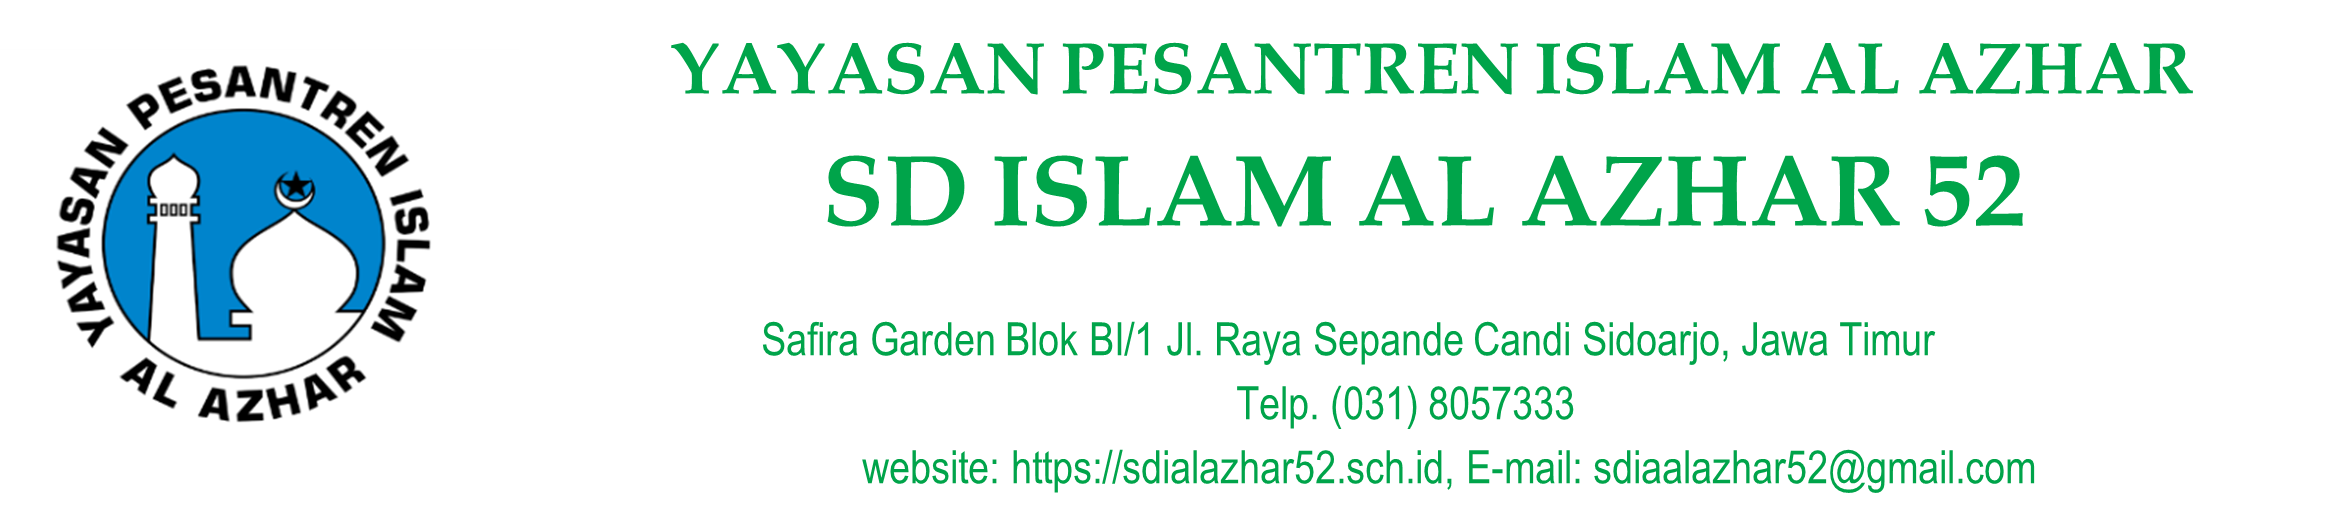 YAYASAN PESANTREN ISLAM AL AZHAR
YAYASAN PESANTREN ISLAM AL AZHAR
SD ISLAM AL AZHAR 52
Safira Garden Blok BI/1 Jl. Raya Sepande Candi Sidoarjo, Jawa Timur
Telp. (031) 8057333
website: https://sdialazhar52.sch.id, E-mail: sdiaalazhar52@gmail.com